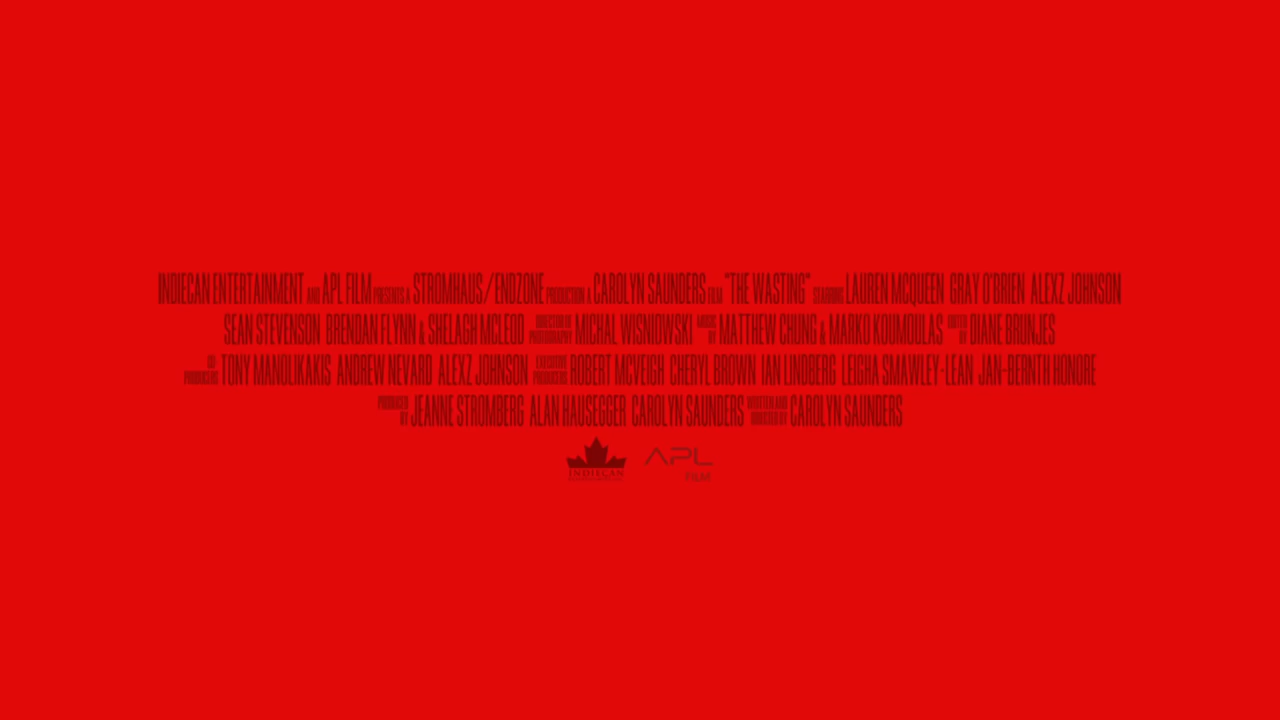 INDIECAN ENTERTAINMENT AND APL FILM PRESENTS A STROMHAUS/ENDZONE PRODUCTION A CAROLYN SAUNDERS FILM "THE WASTING" STARRING LAUREN MCQUEEN GRAY O'BRIEN ALEXZ JOHNSON
SEAN STEVENSON BRENDAN FLYNN & SHELAGH MCLEOD DIRECTOR OF PHOTOGRAPHY MICHAL WISNIOWSKI MUSIC BY MATTHEW CHUNG & MARKO KOUMOULAS EDITED BY DIANE BRUNJES
CO PRODUCERS TONY MANOLIKAKIS ANDREW NEVARD ALEXZ JOHNSON EXECUTIVE PRODUCERS ROBERT MCVEIGH CHERYL BROWN IAN LINDBERG LEIGHA SMAWLEY-LEAN JAN-BERNTH HONORE
PRODUCED BY JEANNE STROMBERG ALAN HAUSEGGER CAROLYN SAUNDERS WRITTEN AND DIRECTED BY CAROLYN SAUNDERS
INDIECAN APL
FILM